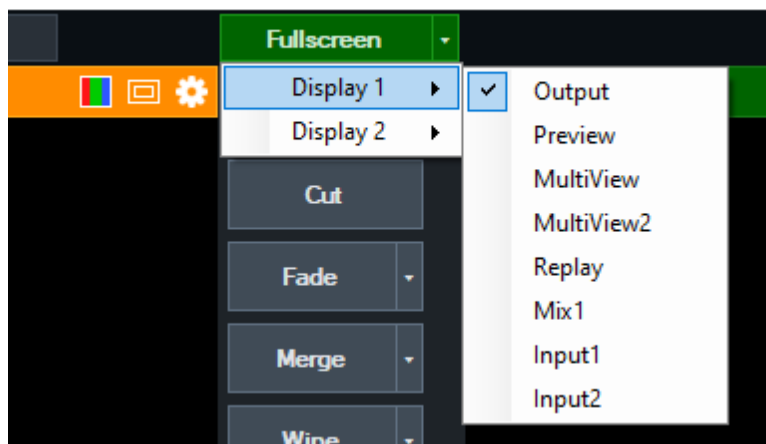 Fullscreen
Display 1
Display 2
Output
Preview
MultiView
MultiView2
Replay
Mix1
Input1
Input2
Cut
Fade
Merge
Wipe